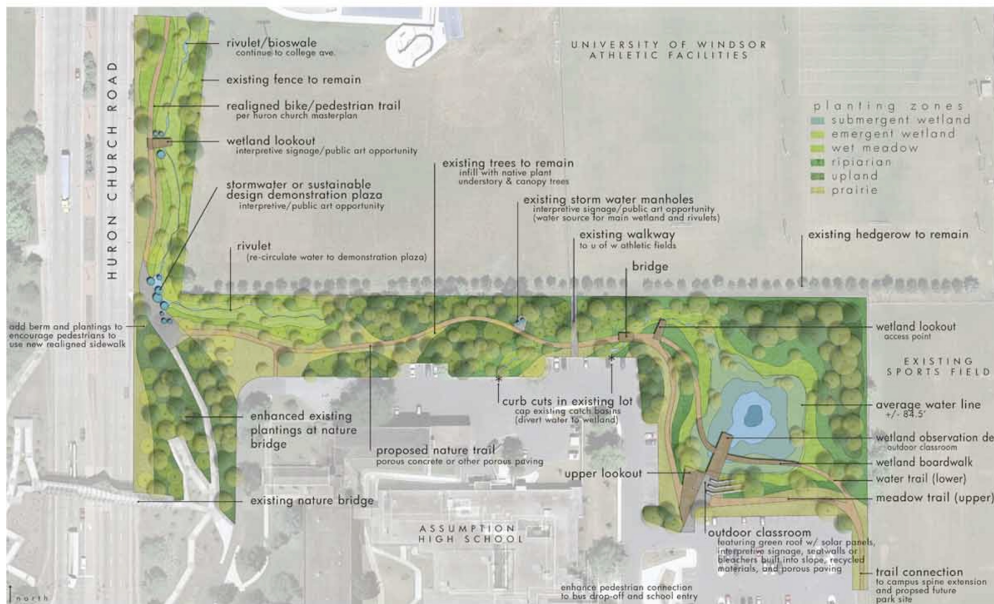 rivulet/bioswale
continue to college ave.
existing fence to remain
realigned bike/pedestrian trail
per huron church masterplan
wetland lookout
interpretive signage/public art opportunity
stormwater or sustainable
design demonstration plaza
interpretive/public art opportunity
rivulet
(re-circulate water to demonstration plaza)
HURON CHURCH ROAD
UNIVERSITY OF WINDSOR
ATHLETIC FACILITIES
planting zones
submergent wetland
emergent wetland
wet meadow
ripiarian
upland
prairie
existing trees to remain
infill with native plant
understory & canopy trees
existing storm water manholes
interpretive signage/public art opportunity
(water source for main wetland and rivulets)
existing walkway
to u of w athletic fields
bridge
existing hedgerow to remain
add berm and plantings to
encourage pedestrians to
use new realigned sidewalk
wetland lookout
access point
EXISTING
SPORTS FIELD
average water line
+/- 84.5'
wetland observation de
outdoor classroom
wetland boardwalk
water trail (lower)
meadow trail (upper)
curb cuts in existing lot
cap existing catch basins
(divert water to wetland)
enhanced existing
plantings at nature
bridge
proposed nature trail
porous concrete or other porous paving
upper lookout
existing nature bridge
ASSUMPTION
HIGH SCHOOL
outdoor classroom
featuring green roof w/ solar panels,
interpretive signage, seatwalls or
bleachers built into slope, recycled
materials, and porous paving
enhance pedestrian connection
to bus drop-off and school entry
trail connection
to campus spine extension
and propsed future
park site
north